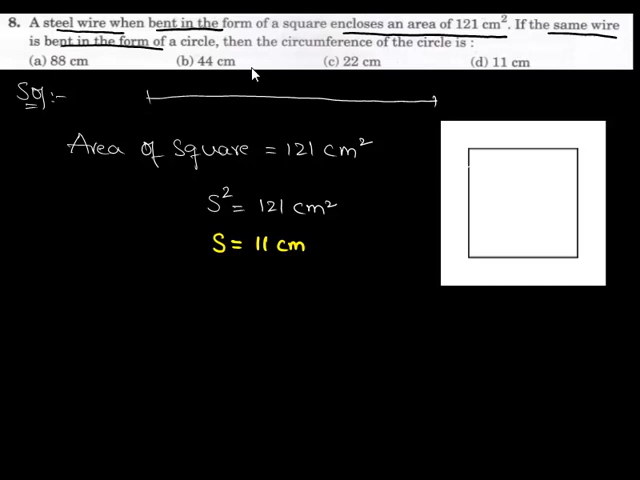 8. A steel wire when bent in the form of a square encloses an area of 121 cm². If the same wire
is bent in the form of a circle, then the circumference of the circle is :
(a) 88 cm (b) 44 cm (c) 22 cm (d) 11 cm
Sol:-
Area of Square = 121 cm²
S² = 121 cm²
S = 11 cm